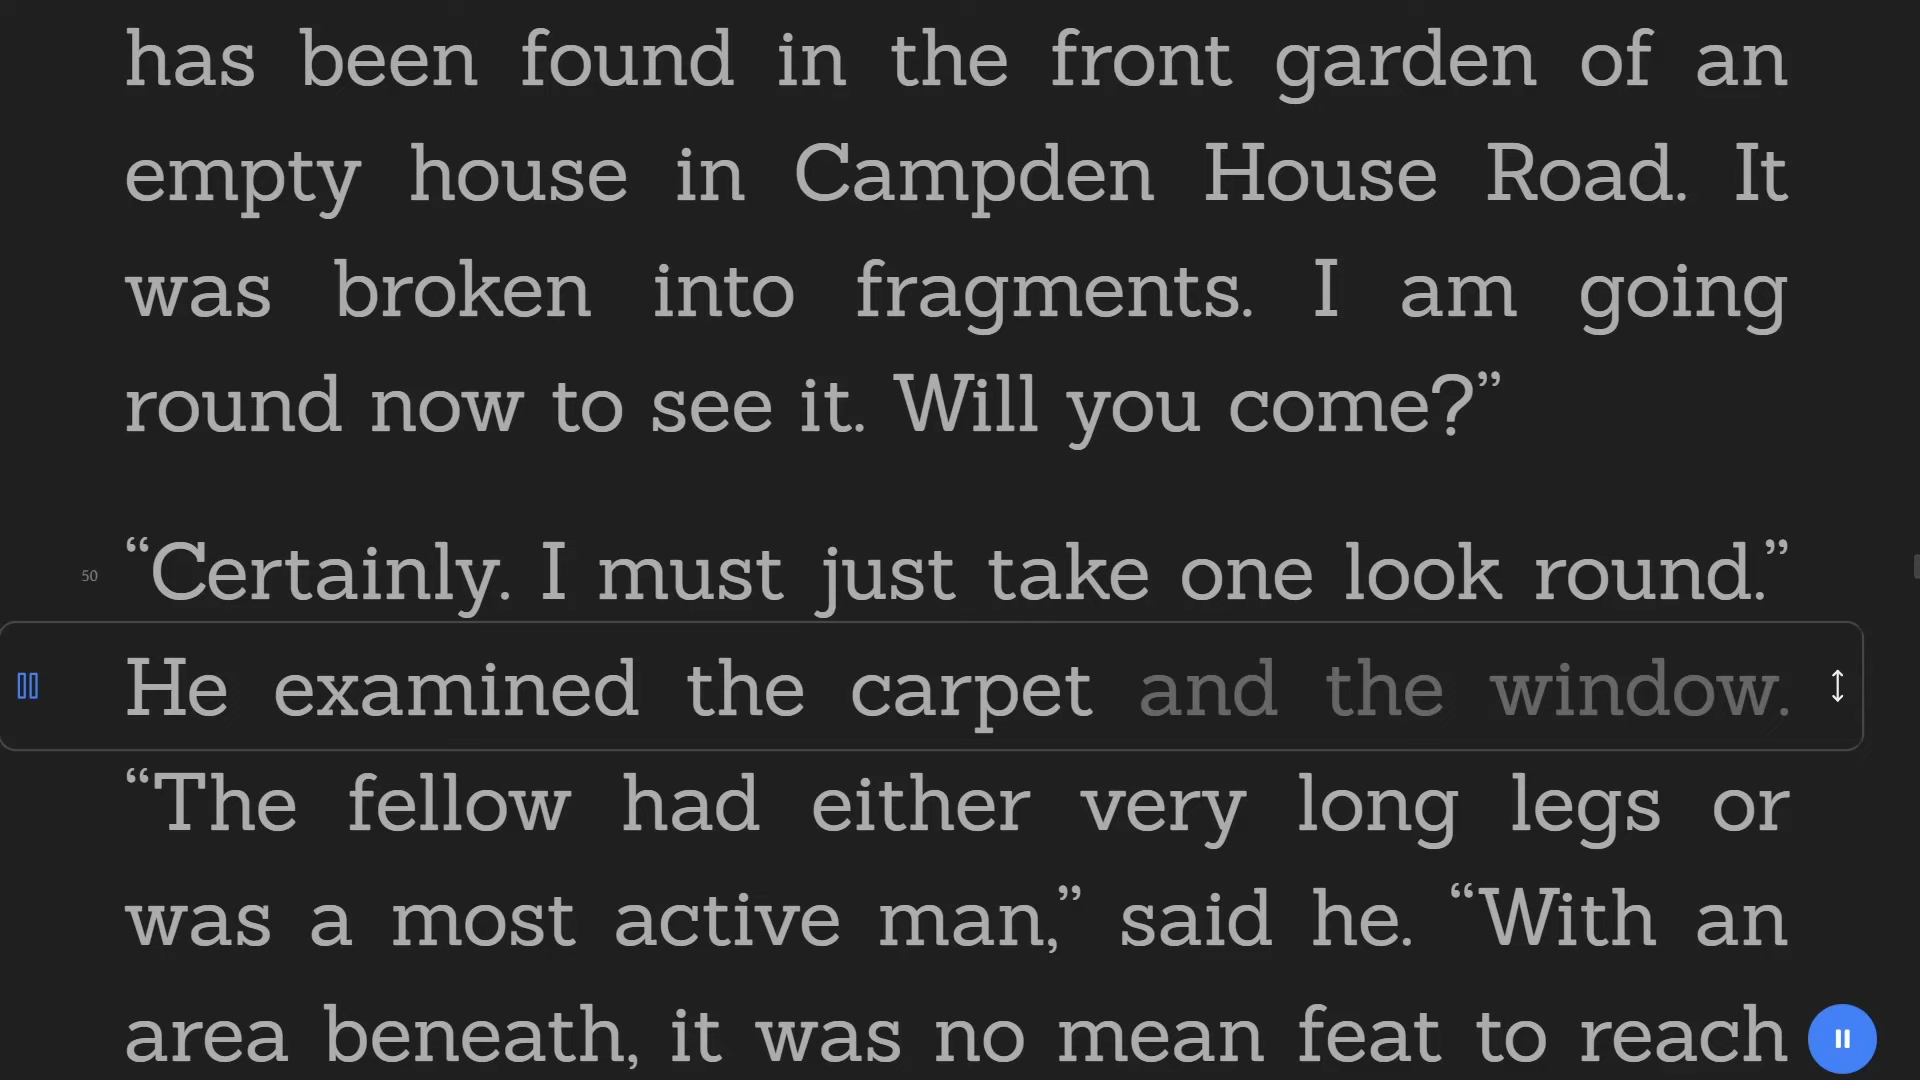 has been found in the front garden of an
empty house in Campden House Road. It
was broken into fragments. I am going
round now to see it. Will you come?”
50
“Certainly. I must just take one look round.”
He examined the carpet and the window.
“The fellow had either very long legs or
was a most active man,” said he. “With an
area beneath, it was no mean feat to reach